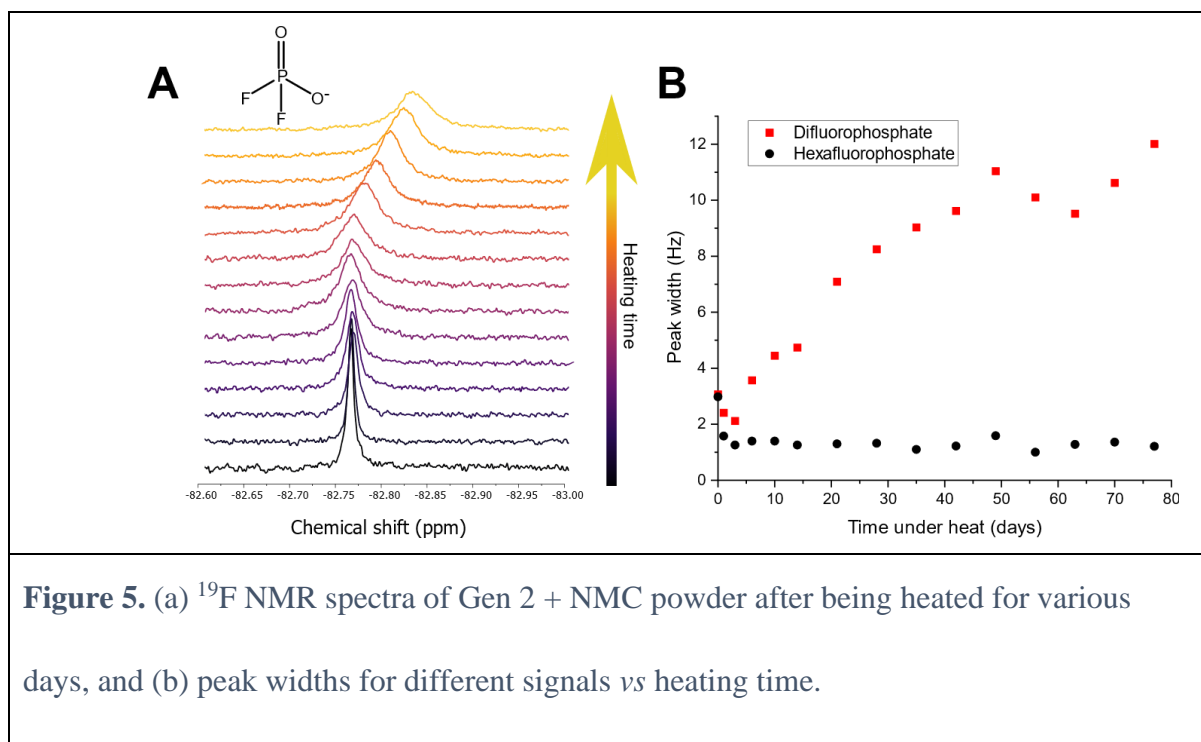 A
O
P
F
O-
F
-82.60 -82.65 -82.70 -82.75 -82.80 -82.85 -82.90 -82.95 -83.00
Chemical shift (ppm)
Heating time
B
Difluorophosphate
Hexafluorophosphate
12
10
8
6
4
2
0
Peak width (Hz)
0 10 20 30 40 50 60 70 80
Time under heat (days)
Figure 5. (a) ¹⁹F NMR spectra of Gen 2 + NMC powder after being heated for various
days, and (b) peak widths for different signals vs heating time.